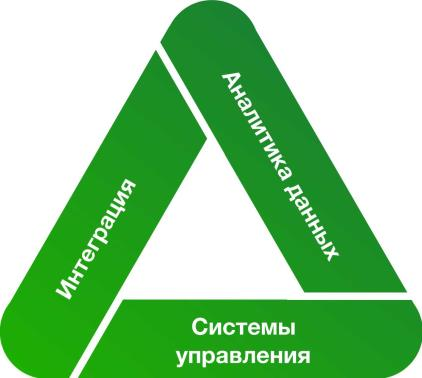 Аналитика данных
Интеграция
Системы
управления